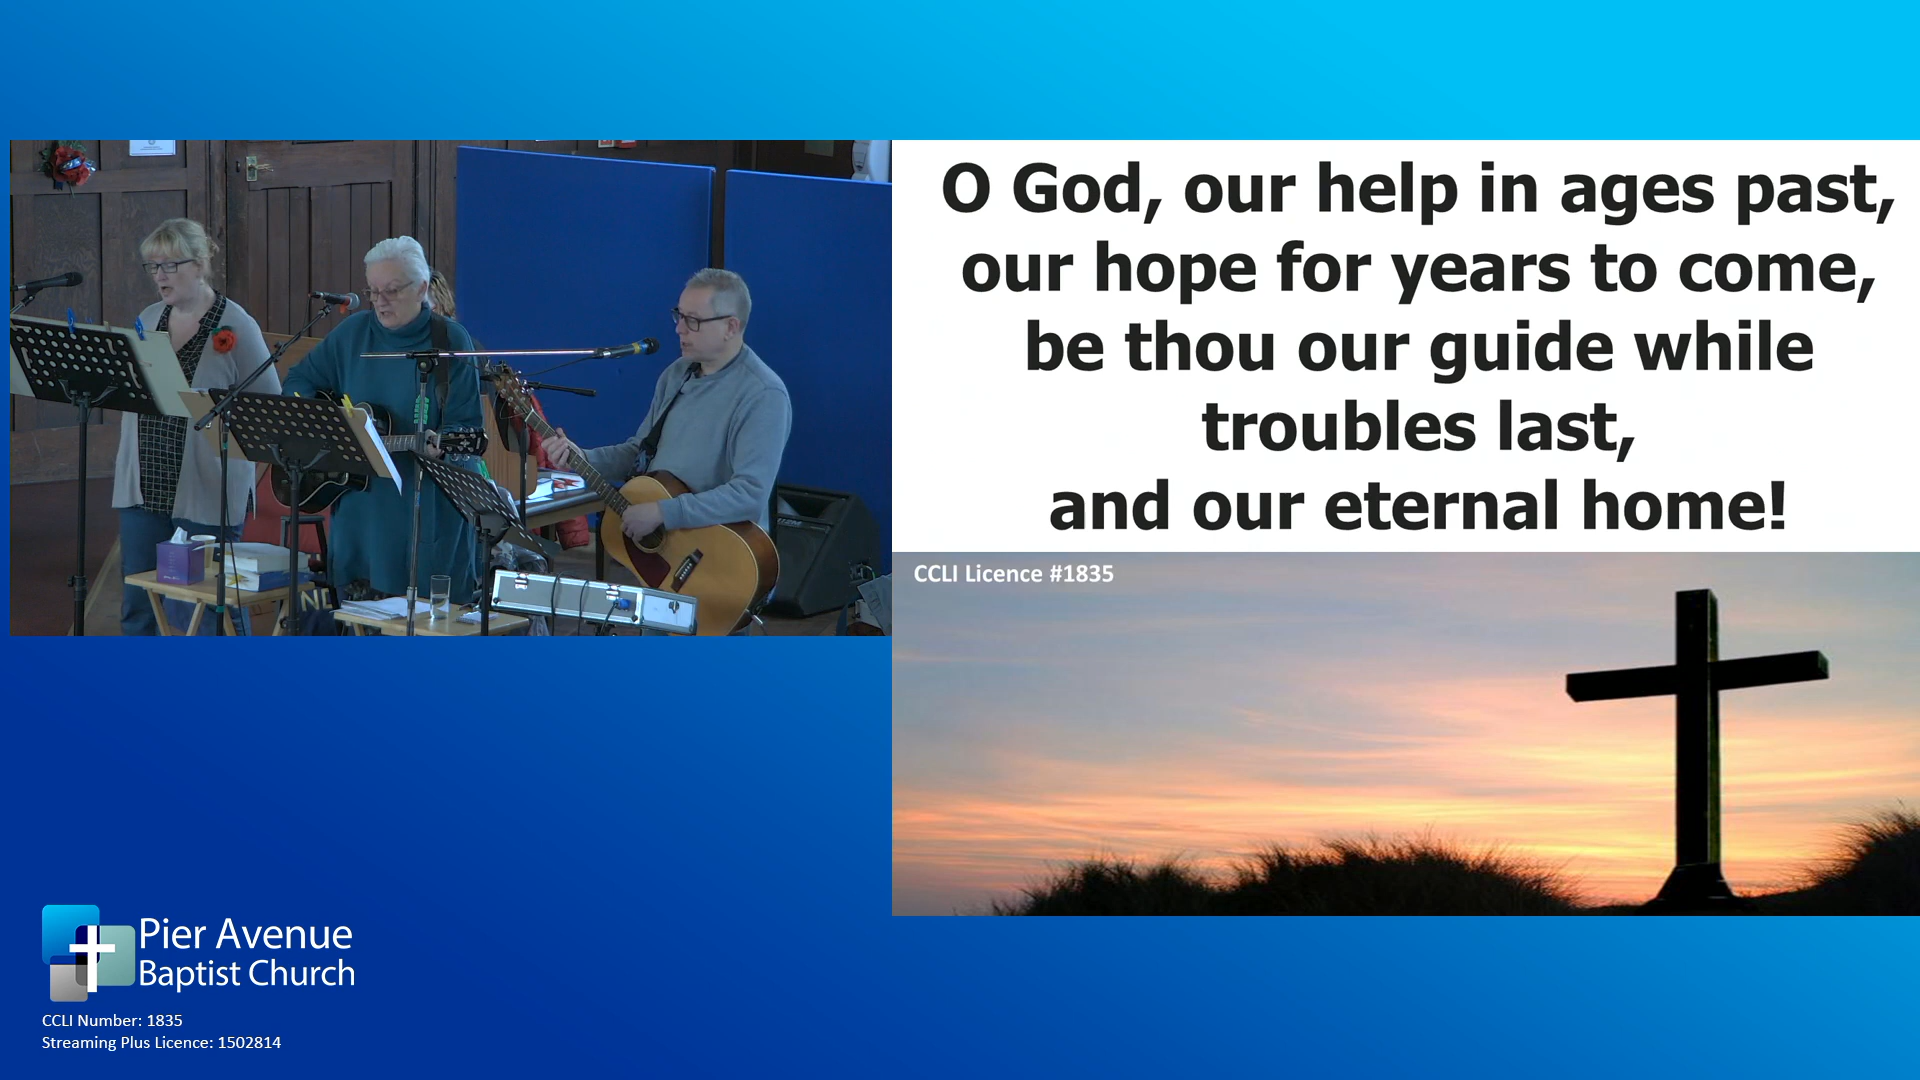 O God, our help in ages past,
our hope for years to come,
be thou our guide while
troubles last,
and our eternal home!
CCLI Licence #1835
Pier Avenue
Baptist Church
CCLI Number: 1835
Streaming Plus Licence: 1502814